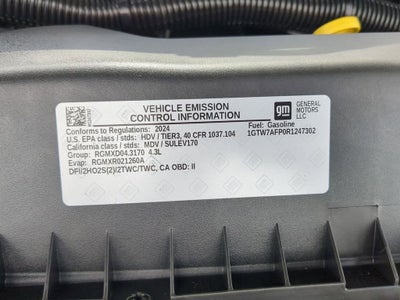 VEHICLE EMISSION
CONTROL INFORMATION
gm
GENERAL
MOTORS
LLC
Conforms to Regulations: 2024
Fuel: Gasoline
U.S. EPA class / stds: HDV / TIER3, 40 CFR 1037.104
1GTW7AFP0R1247302
California class / stds: MDV / SULEV170
Group: RGMXD04.3170 4.3L
Evap: RGMXR021260A
DFI/2HO2S(2)/2TWC/TWC, CA OBD: II